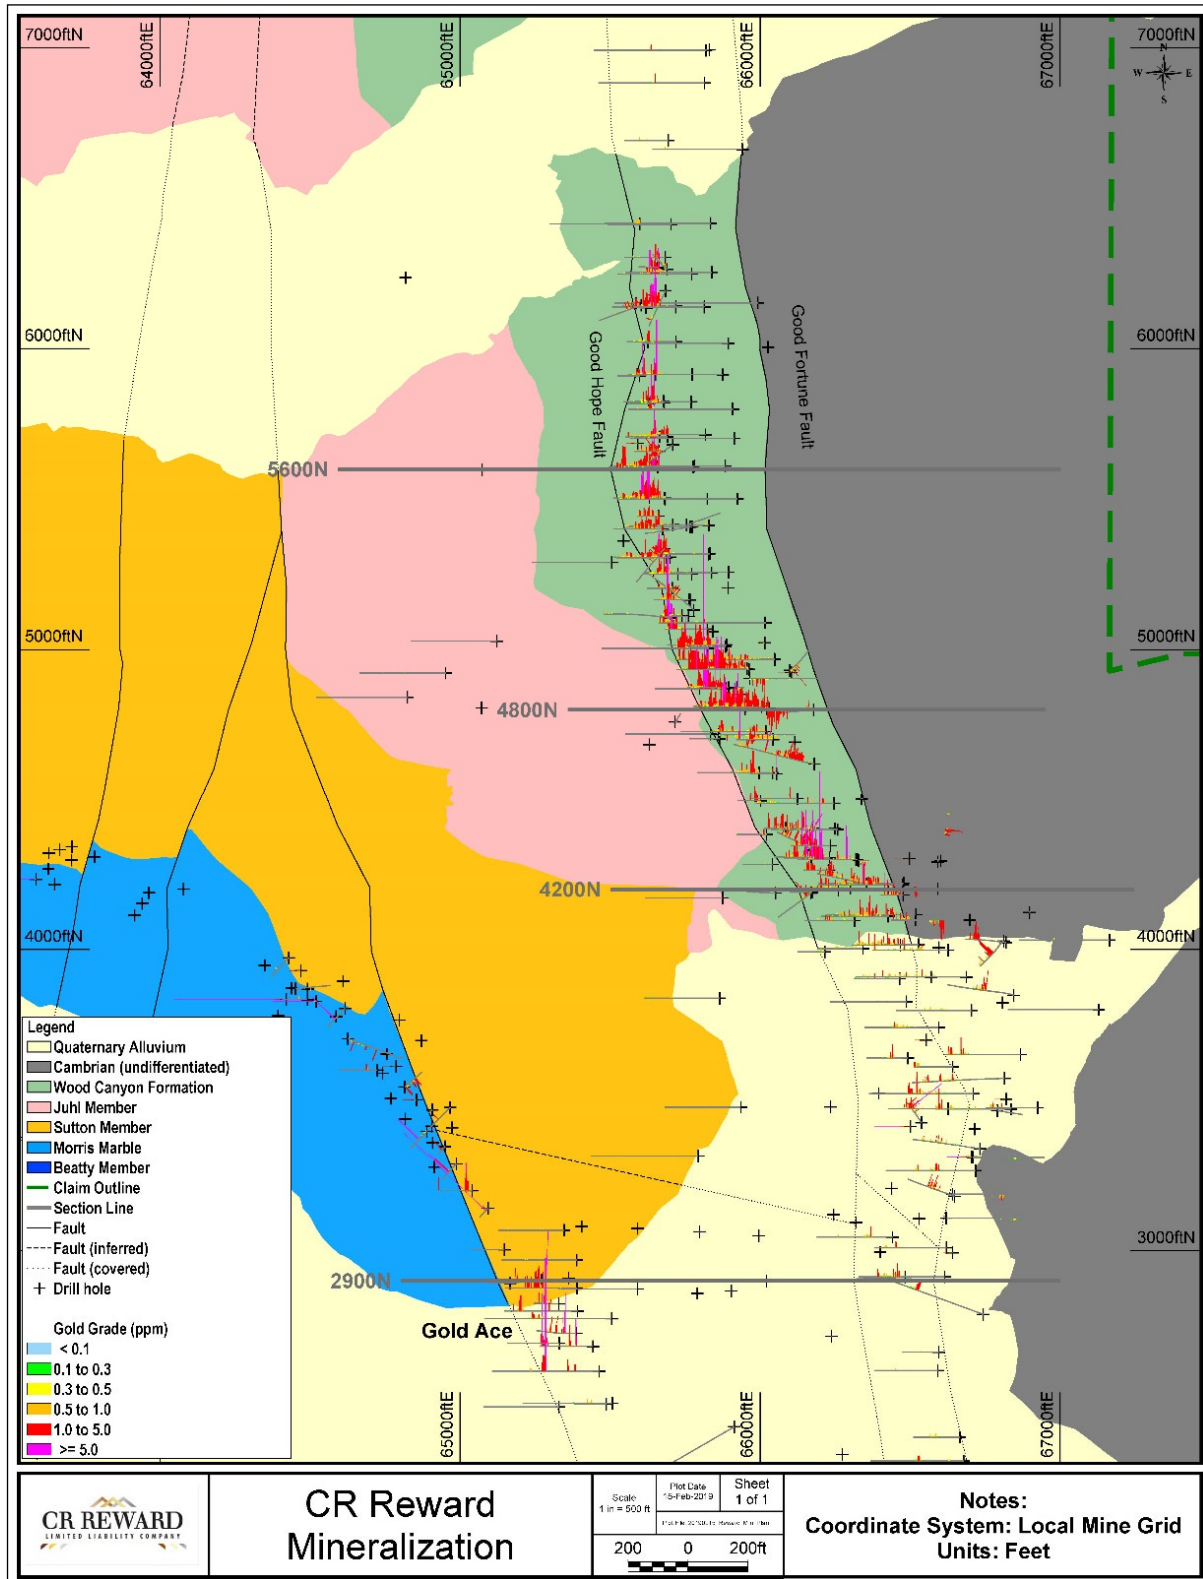 7000ftN
64000ftE
65000ftE
66000ftE
67000ftE
7000ftN
N
W E
S
6000ftN
Good Hope Fault
Good Fortune Fault
6000ftN
5600N
5000ftN
5000ftN
4800N
4200N
4000ftN
4000ftN
Legend
Quaternary Alluvium
Cambrian (undifferentiated)
Wood Canyon Formation
Juhl Member
Sutton Member
Morris Marble
Beatty Member
Claim Outline
Section Line
Fault
Fault (inferred)
Fault (covered)
Drill hole
Gold Grade (ppm)
< 0.1
0.1 to 0.3
0.3 to 0.5
0.5 to 1.0
1.0 to 5.0
>= 5.0
3000ftN
2900N
Gold Ace
65000ftE
66000ftE
67000ftE
CR REWARD
LIMITED LIABILITY COMPANY
CR Reward
Mineralization
Scale
1 in = 500 ft
Plot Date
15-Feb-2019
Sheet
1 of 1
200 0 200ft
Notes:
Coordinate System: Local Mine Grid
Units: Feet